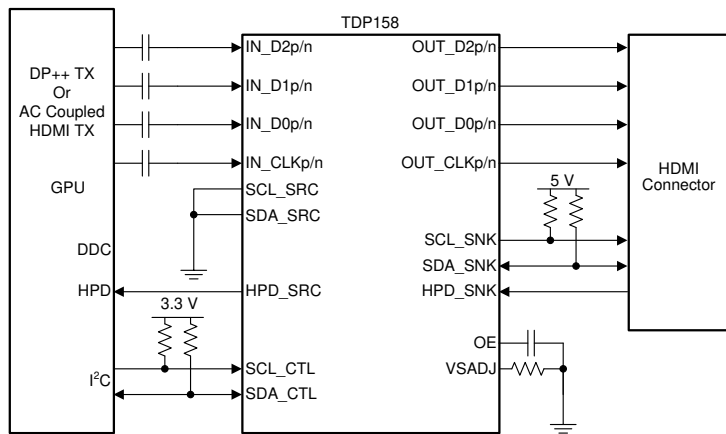 TDP158
DP++ TX
Or
AC Coupled
HDMI TX
GPU
DDC
HPD
I²C
3.3 V
IN_D2p/n
IN_D1p/n
IN_D0p/n
IN_CLKp/n
SCL_SRC
SDA_SRC
HPD_SRC
SCL_CTL
SDA_CTL
OUT_D2p/n
OUT_D1p/n
OUT_D0p/n
OUT_CLKp/n
SCL_SNK
SDA_SNK
HPD_SNK
OE
VSADJ
5 V
HDMI
Connector